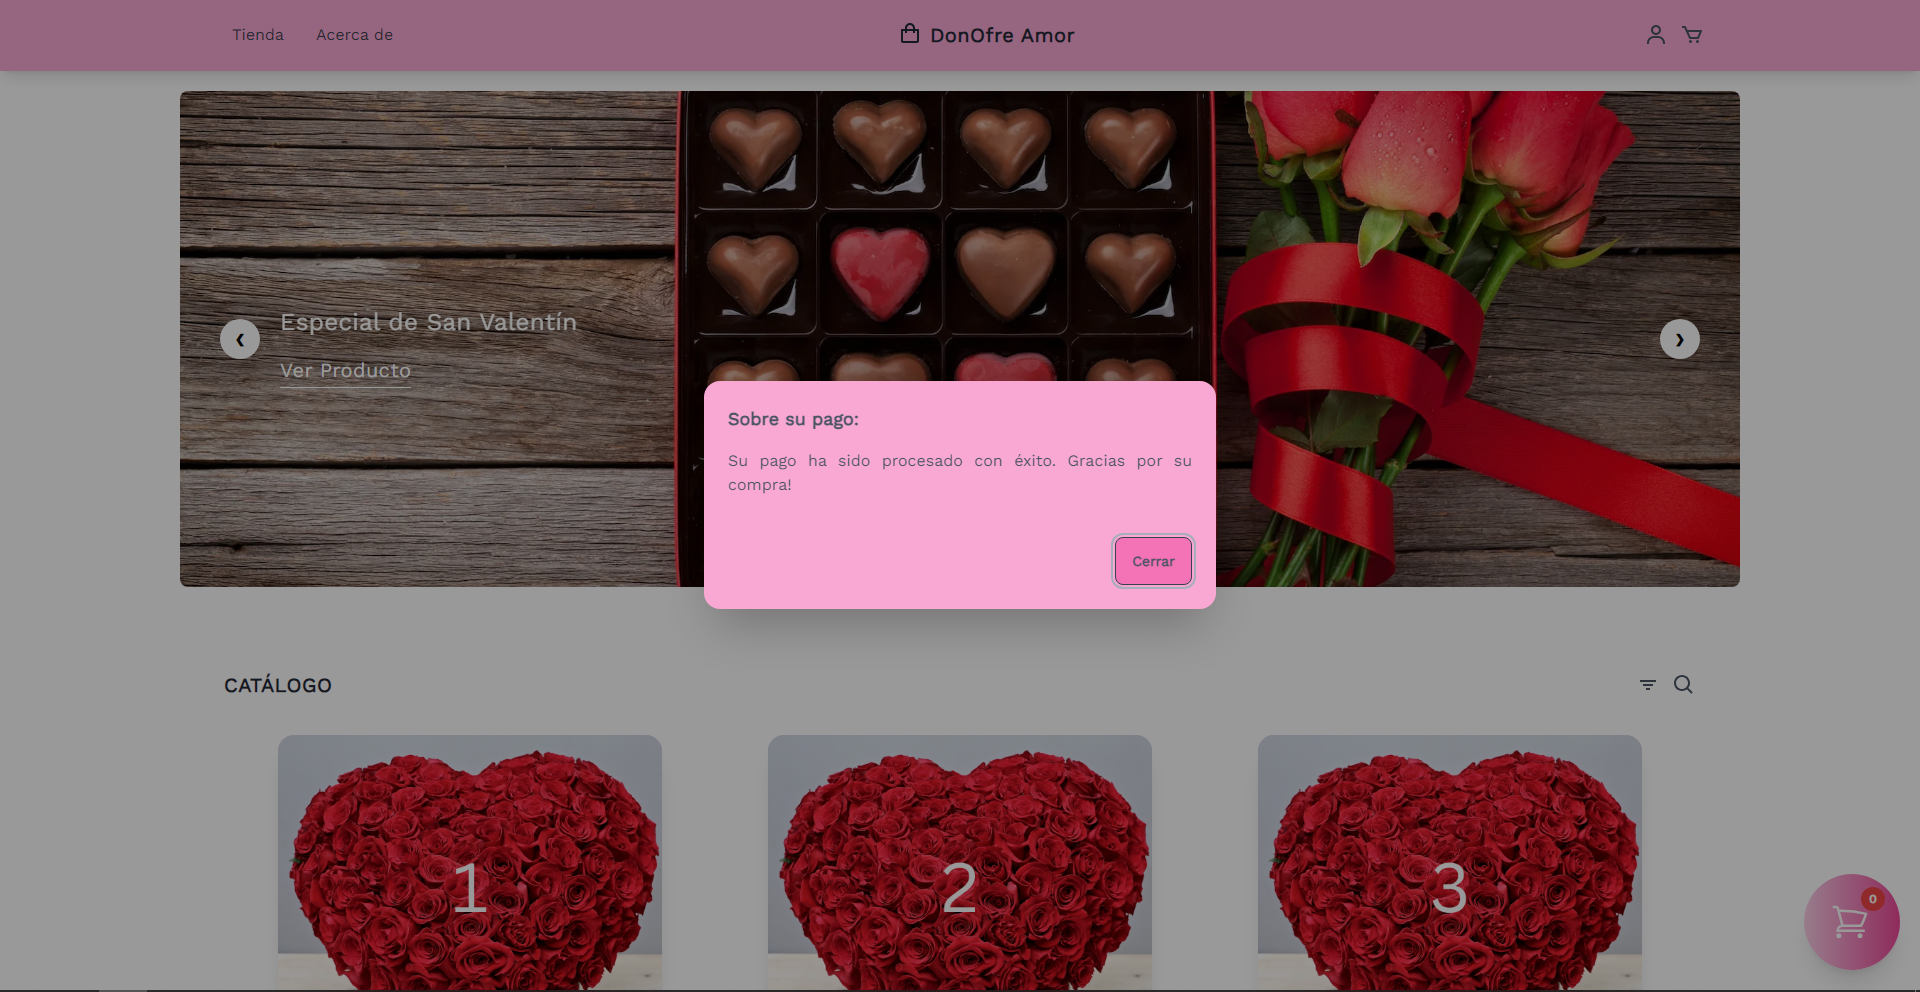 Tienda
Acerca de
DonOfre Amor
Especial de San Valentín
Ver Producto
Sobre su pago:
Su pago ha sido procesado con éxito. Gracias por su
compra!
Cerrar
CATÁLOGO
1
2
3
0